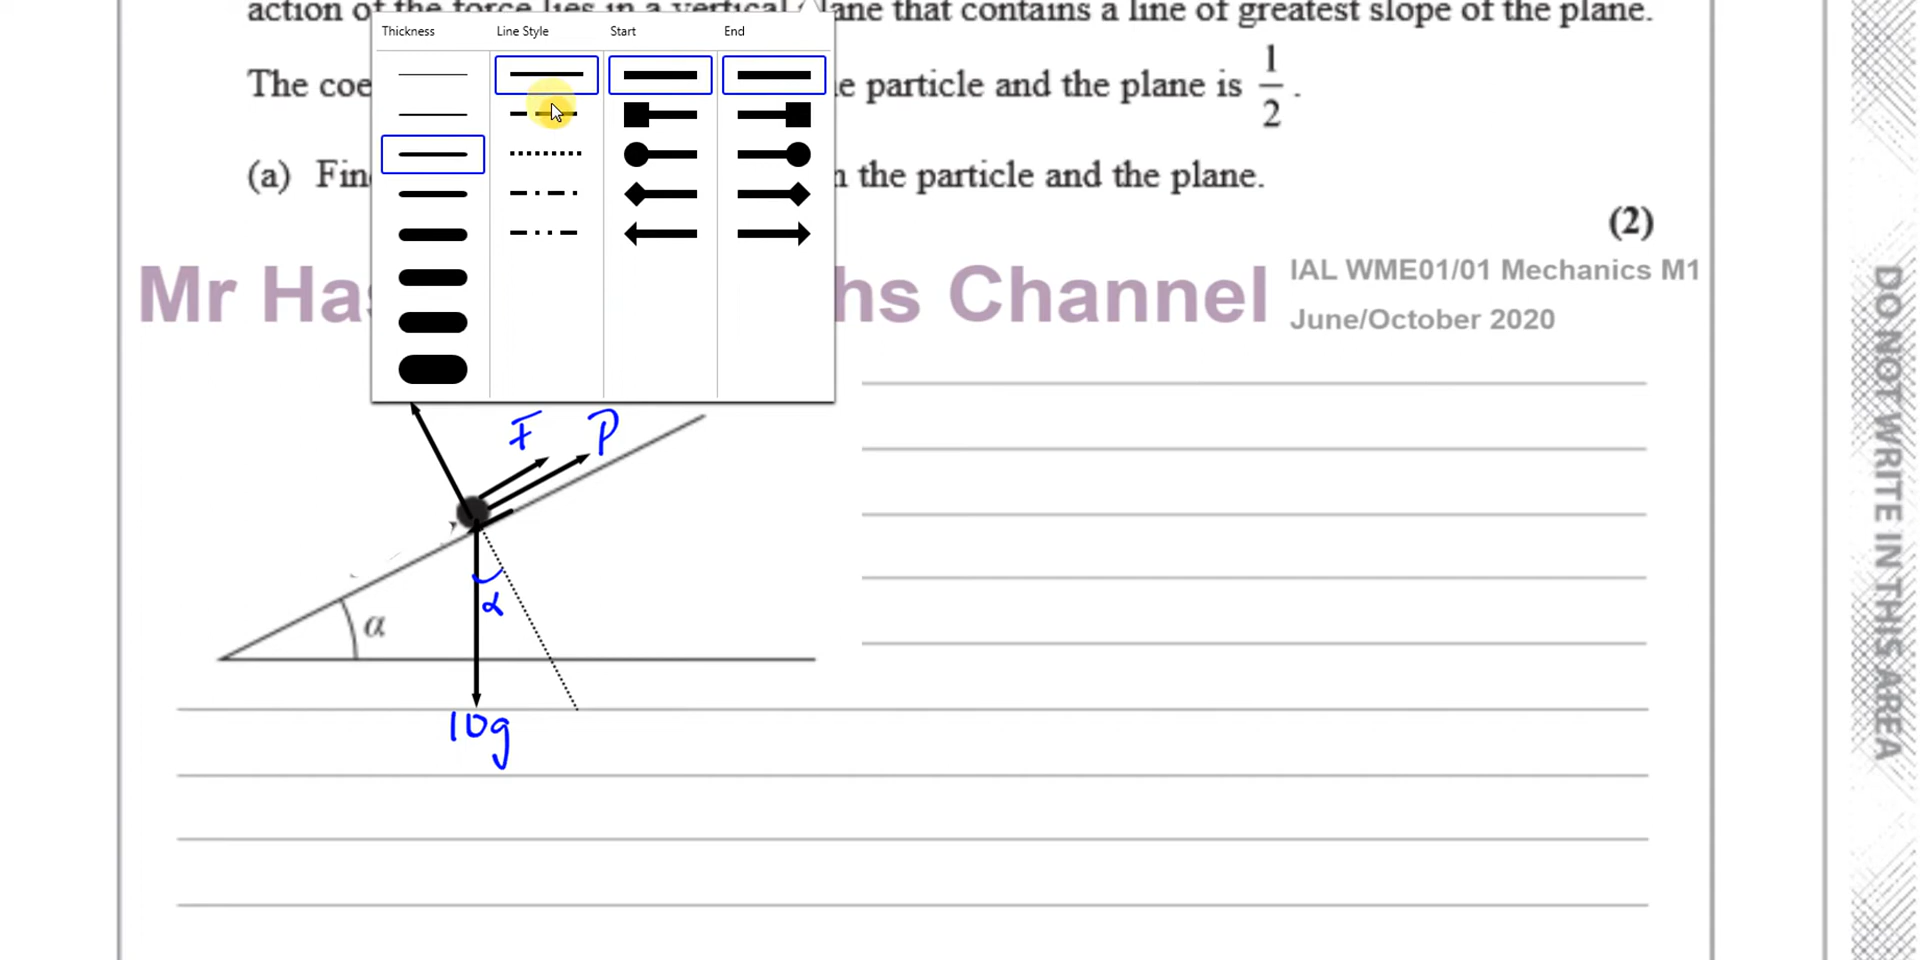 action of the force lies in a vertical plane that contains a line of greatest slope of the plane.
Thickness Line Style Start End
The coe
e particle and the plane is 1/2.
(a) Fin
n the particle and the plane.
(2)
Mr Has
hs Channel
IAL WME01/01 Mechanics M1
June/October 2020
F P
α
α
10g
DO NOT WRITE IN THIS AREA